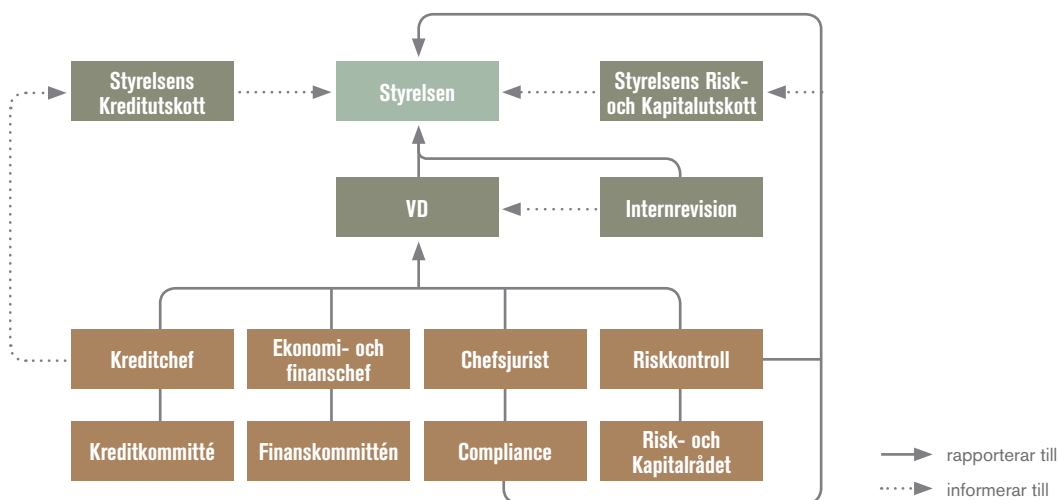 Styrelsens
Kreditutskott
Styrelsen
Styrelsens Risk-
och Kapitalutskott
VD
Internrevision
Kreditchef
Ekonomi- och
finanschef
Chefsjurist
Riskkontroll
Kreditkommitté
Finanskommittén
Compliance
Risk- och
Kapitalrådet
rapporterar till
informerar till